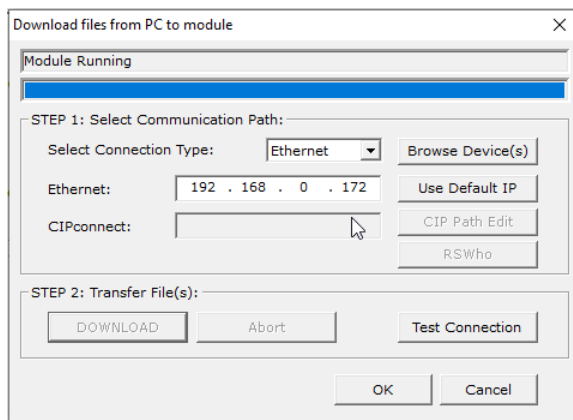 Download files from PC to module
Module Running
STEP 1: Select Communication Path:
Select Connection Type: Ethernet Browse Device(s)
Ethernet: 192 . 168 . 0 . 172 Use Default IP
CIPconnect: CIP Path Edit
RSWho
STEP 2: Transfer File(s):
DOWNLOAD Abort Test Connection
OK Cancel